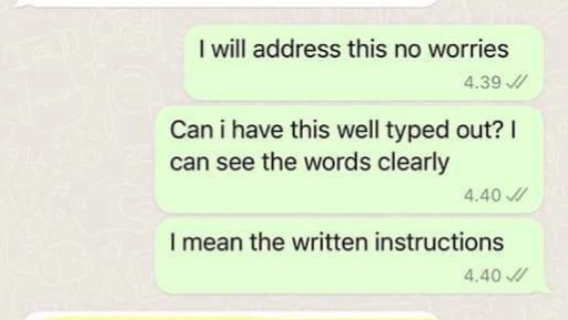 I will address this no worries
4.39
Can i have this well typed out? I
can see the words clearly
4.40
I mean the written instructions
4.40